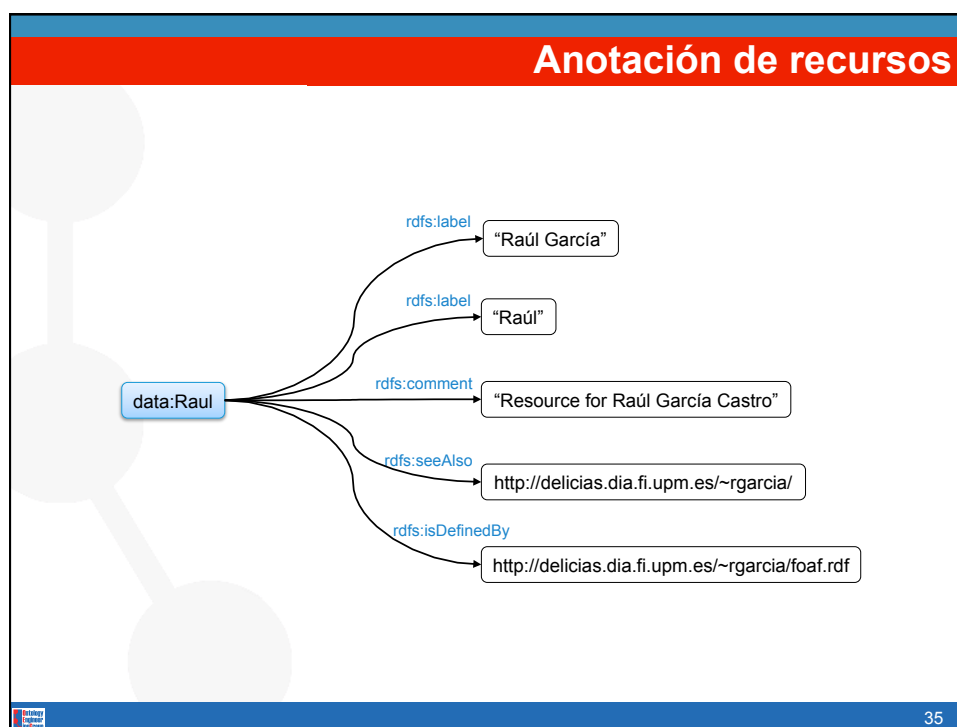 Anotación de recursos
rdfs:label
“Raúl García”
rdfs:label
“Raúl”
data:Raul
rdfs:comment
“Resource for Raúl García Castro”
rdfs:seeAlso
http://delicias.dia.fi.upm.es/~rgarcia/
rdfs:isDefinedBy
http://delicias.dia.fi.upm.es/~rgarcia/foaf.rdf
35